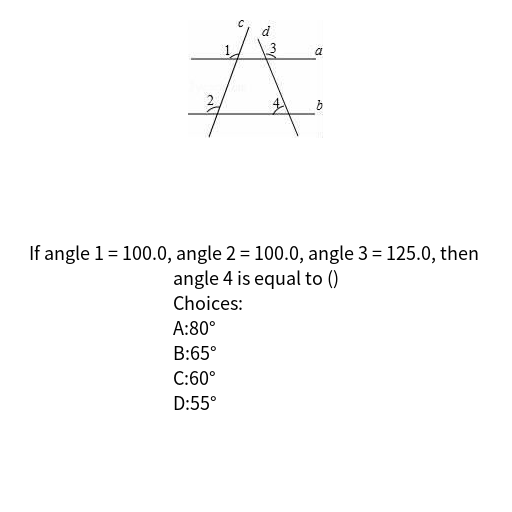 c
d
1
3
a
2
4
b
If angle 1 = 100.0, angle 2 = 100.0, angle 3 = 125.0, then
angle 4 is equal to ()
Choices:
A:80°
B:65°
C:60°
D:55°